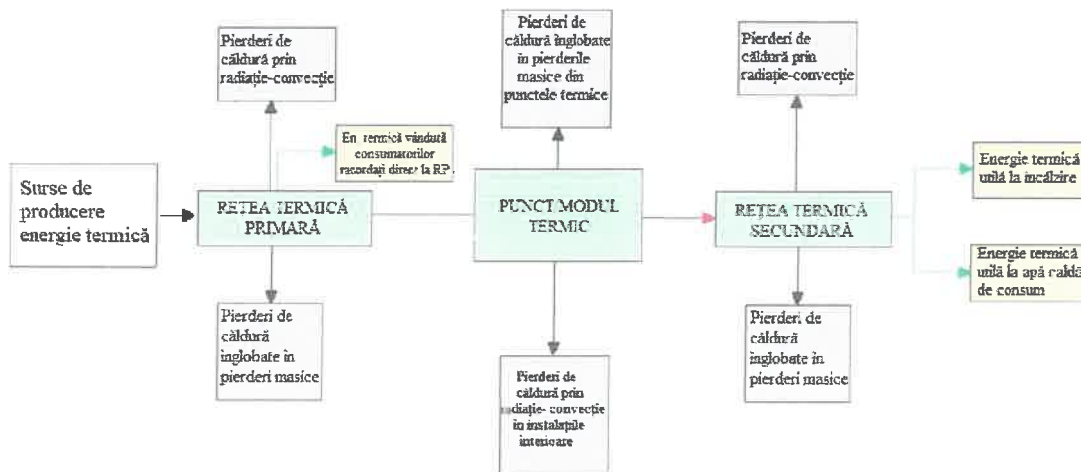 Pierderi de
căldură prin
radiație-convecție
Pierderi de
căldură înglobate
în pierderile
masice din
punctele termice
Pierderi de
căldură prin
radiație-convecție
En. termică vândută
consumatorilor
racordați direct la RP.
Surse de
producere
energie termică
REȚEA TERMICĂ
PRIMARĂ
PUNCT MODUL
TERMIC
REȚEA TERMICĂ
SECUNDARĂ
Energie termică
utilă la încălzire
Energie termică
utilă la apă caldă
de consum
Pierderi de
căldură
înglobate în
pierderi masice
Pierderi de
căldură prin
radiație- convecție
în instalațiile
interioare
Pierderi de
căldură
înglobate în
pierderi masice